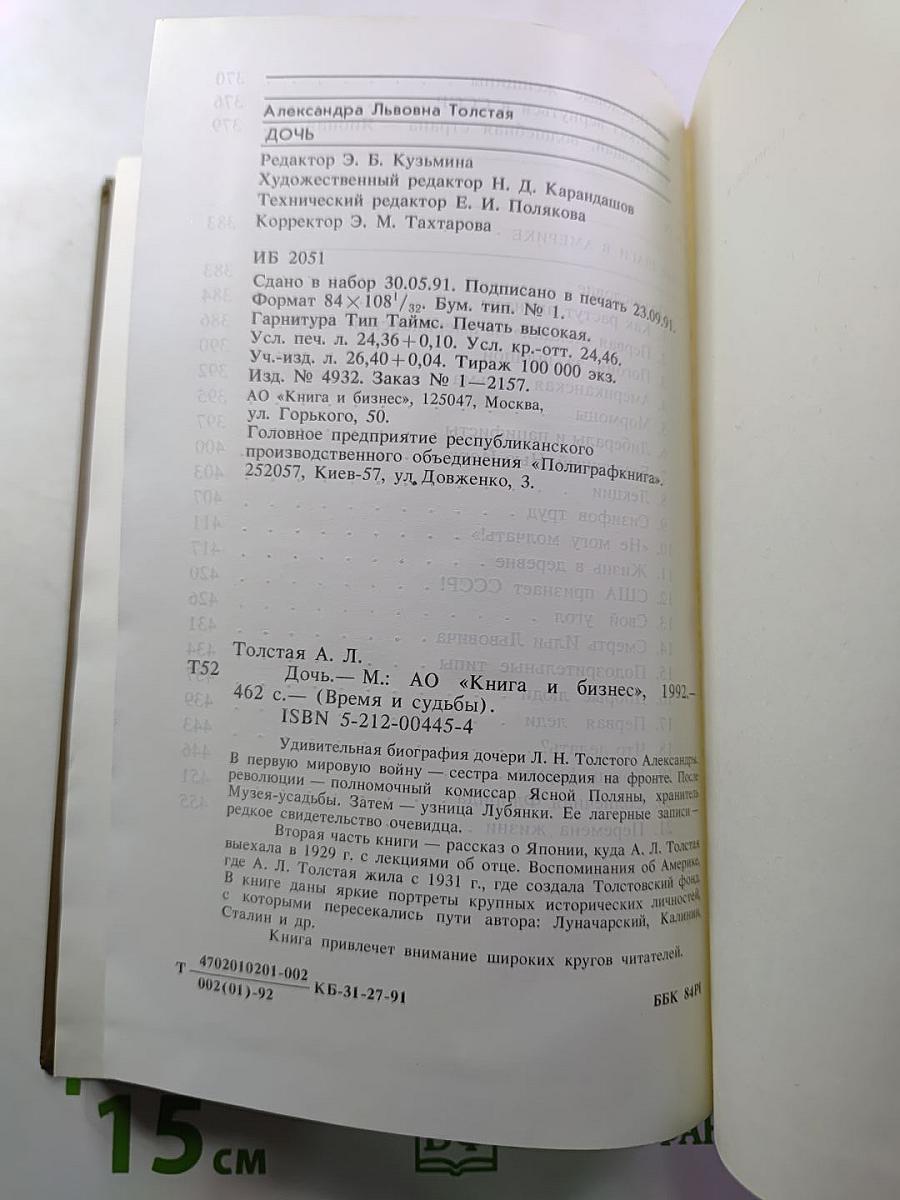 Александра Львовна Толстая
ДОЧЬ
Редактор Э. Б. Кузьмина
Художественный редактор Н. Д. Карандашов
Технический редактор Е. И. Полякова
Корректор Э. М. Тахтарова
ИБ 2051
Сдано в набор 30.05.91. Подписано в печать 23.09.91.
Формат 84×108¹/₃₂. Бум. тип. № 1.
Гарнитура Тип Таймс. Печать высокая.
Усл. печ. л. 24,36+0,10. Усл. кр.-отт. 24,46.
Уч.-изд. л. 26,40+0,04. Тираж 100 000 экз.
Изд. № 4932. Заказ № 1—2157.
АО «Книга и бизнес», 125047, Москва,
ул. Горького, 50.
Головное предприятие республиканского
производственного объединения «Полиграфкнига».
252057, Киев-57, ул. Довженко, 3.
Толстая А. Л.
Т52 Дочь.— М.: АО «Книга и бизнес», 1992.—
462 с.— (Время и судьбы).
ISBN 5-212-00445-4
Удивительная биография дочери Л. Н. Толстого Александры.
В первую мировую войну — сестра милосердия на фронте. После
революции — полномочный комиссар Ясной Поляны, хранитель
Музея-усадьбы. Затем — узница Лубянки. Ее лагерные записи —
редкое свидетельство очевидца.
Вторая часть книги — рассказ о Японии, куда А. Л. Толстая
выехала в 1929 г. с лекциями об отце. Воспоминания об Америке,
где А. Л. Толстая жила с 1931 г., где создала Толстовский фонд.
В книге даны яркие портреты крупных исторических личностей,
с которыми пересекались пути автора: Луначарский, Калинин,
Сталин и др.
Книга привлечет внимание широких кругов читателей.
Т 4702010201-002 / 002(01)-92 КБ-31-27-91
ББК 84Р1
15 см